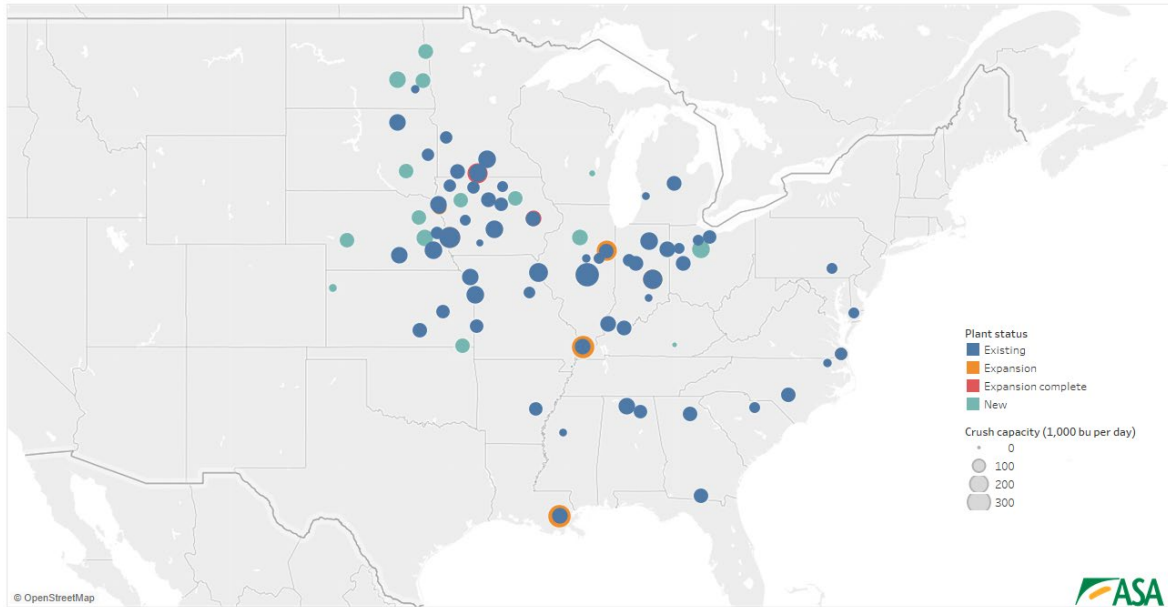 Plant status
Existing
Expansion
Expansion complete
New
Crush capacity (1,000 bu per day)
0
100
200
300
© OpenStreetMap
ASA